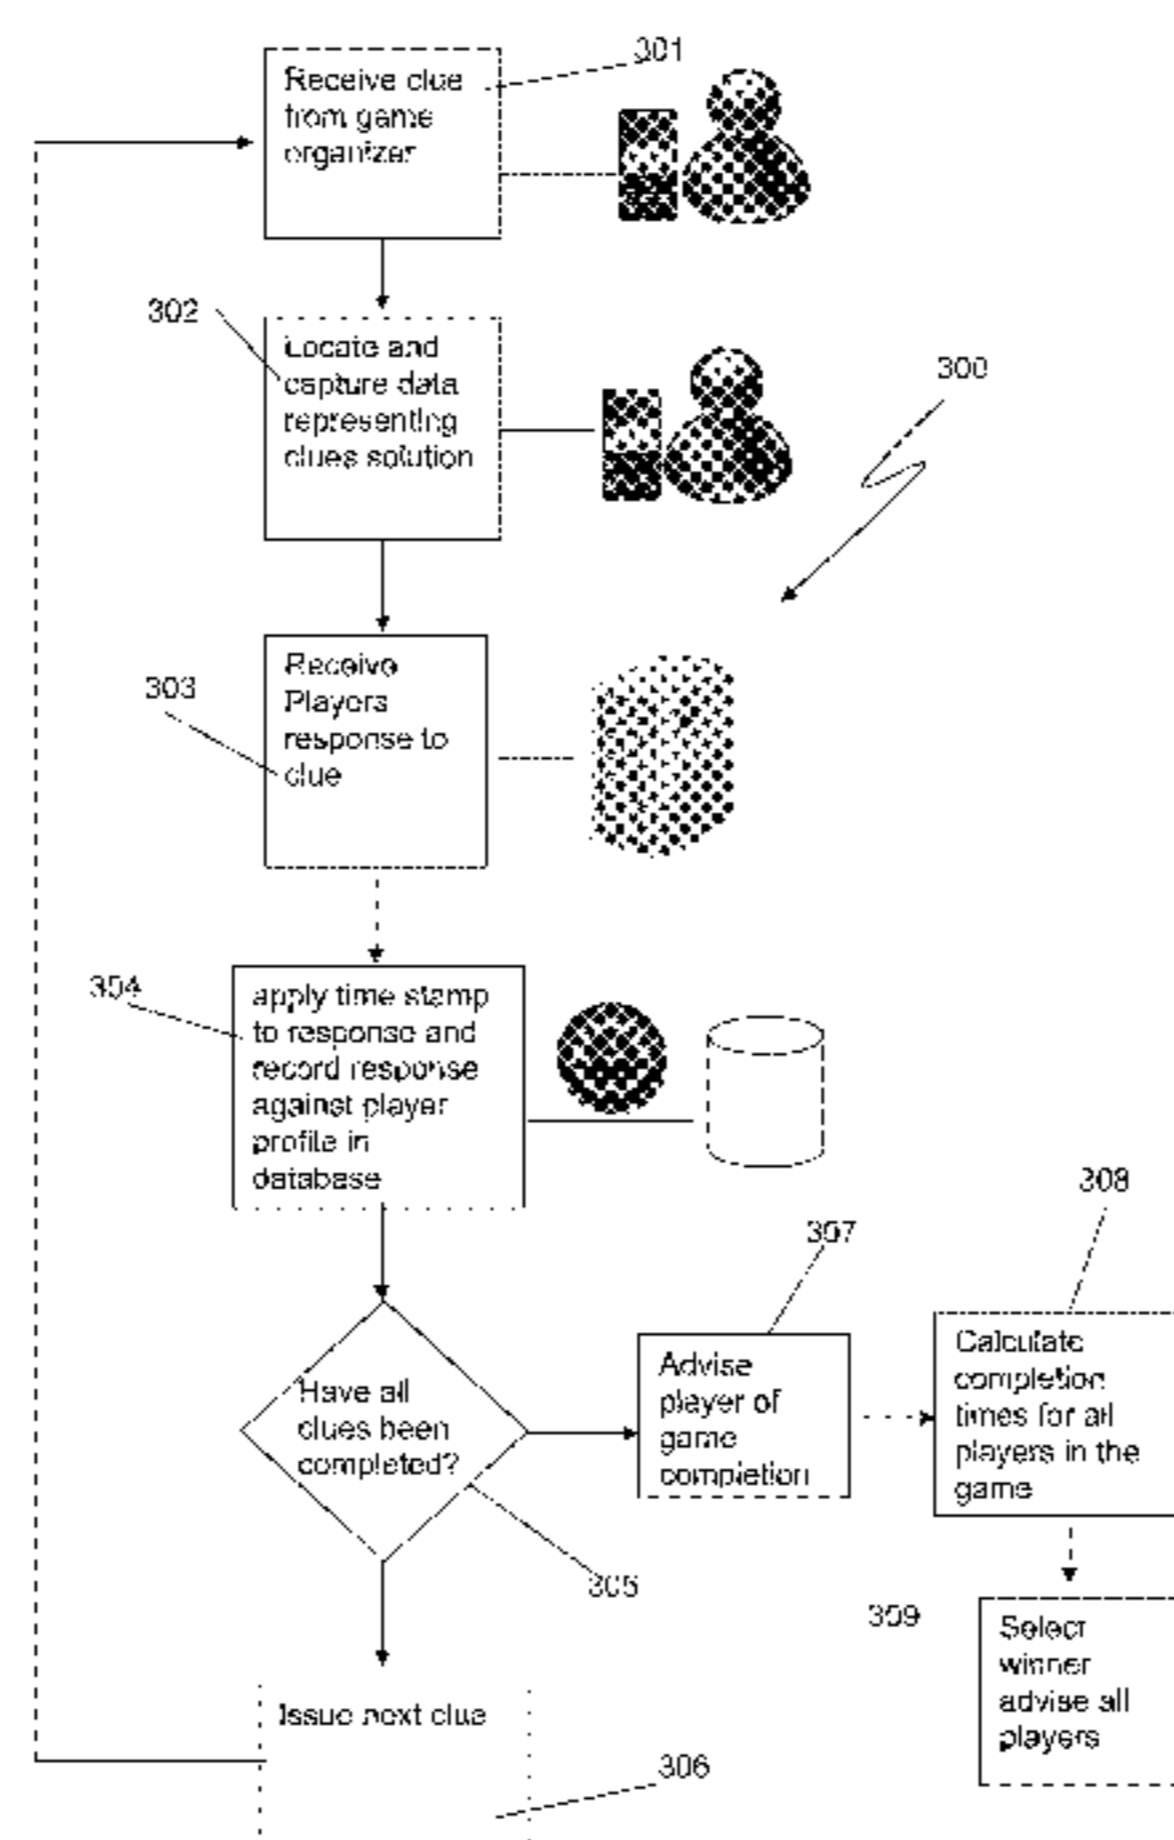 301
Receive clue
from game
organizer
302
Locate and
capture data
representing
clues solution
300
303
Receive
Players
response to
clue
304
apply time stamp
to response and
record response
against player
profile in
database
308
307
Have all
clues been
completed?
Advise
player of
game
completion
Calculate
completion
times for all
players in the
game
305
309
Select
winner
advise all
players
Issue next clue
306